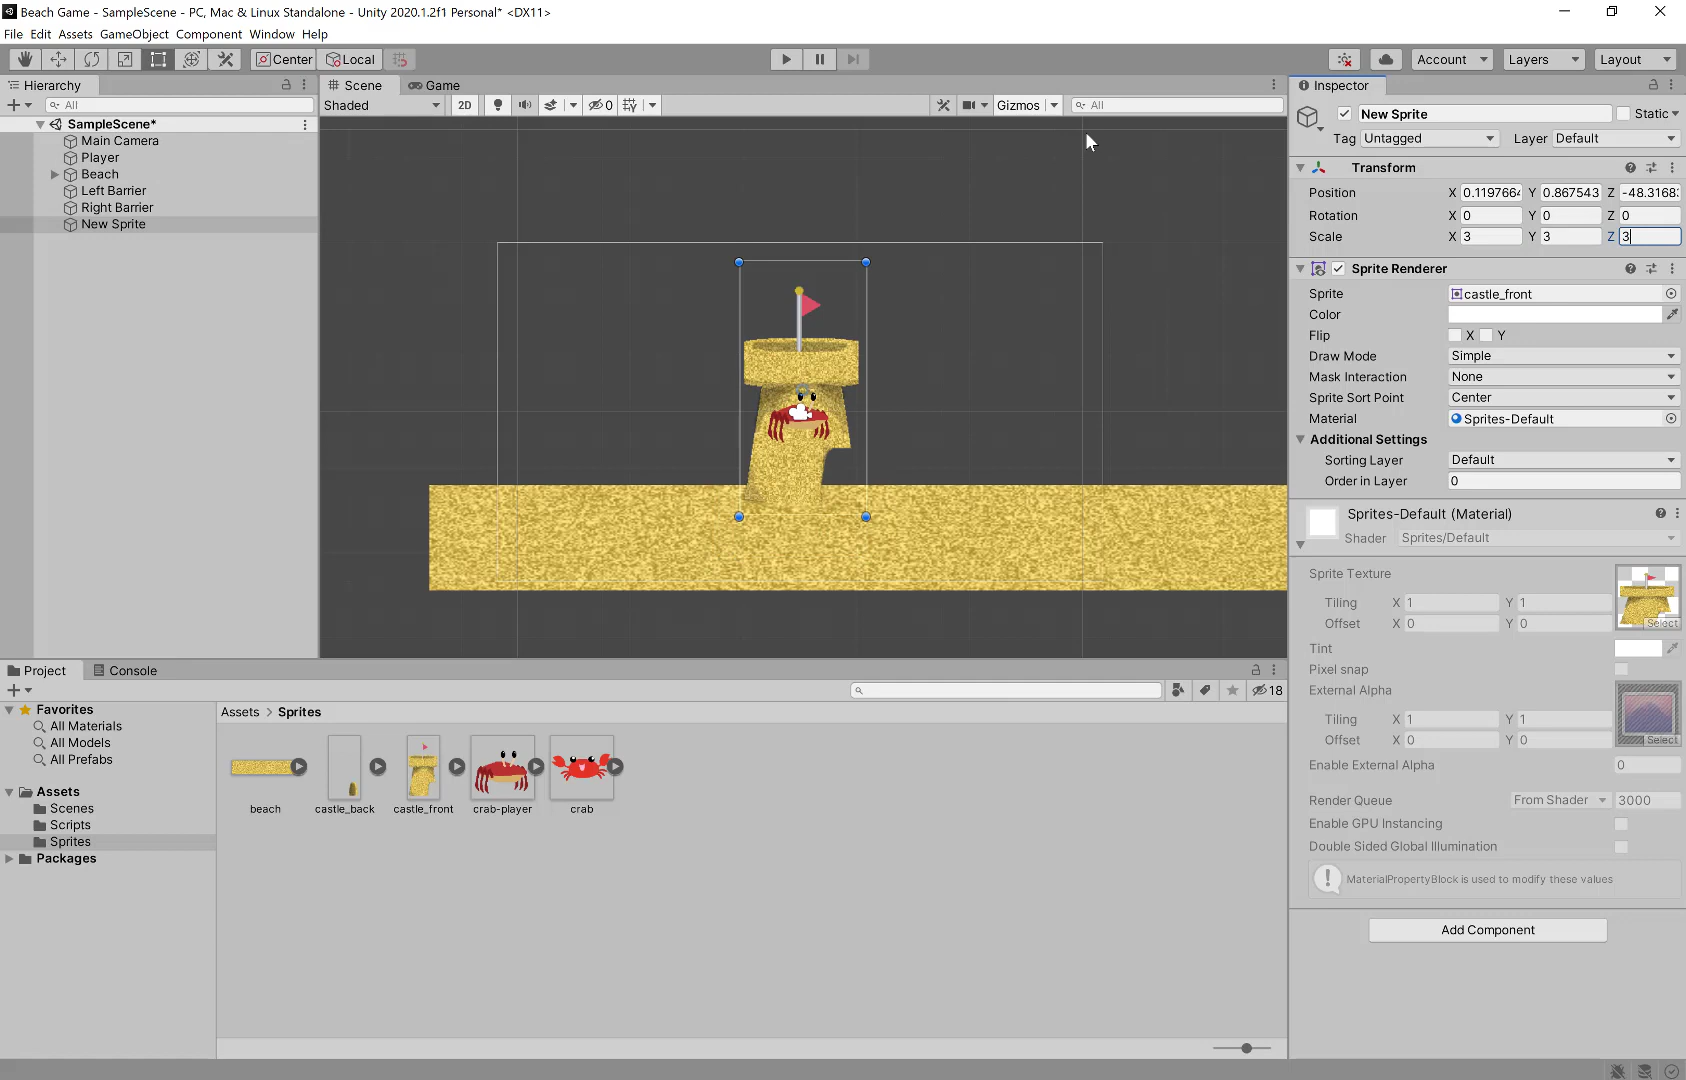 Beach Game - SampleScene - PC, Mac & Linux Standalone - Unity 2020.1.2f1 Personal* <DX11>
File Edit Assets GameObject Component Window Help
Center Local Account Layers Layout
Hierarchy
All
SampleScene*
Main Camera
Player
Beach
Left Barrier
Right Barrier
New Sprite
Scene Game
Shaded 2D 0 Gizmos All
Inspector
New Sprite Static
Tag Untagged Layer Default
Transform
Position X 0.1197664 Y 0.867543 Z -48.3168
Rotation X 0 Y 0 Z 0
Scale X 3 Y 3 Z 3
Sprite Renderer
Sprite castle_front
Color
Flip X Y
Draw Mode Simple
Mask Interaction None
Sprite Sort Point Center
Material Sprites-Default
Additional Settings
Sorting Layer Default
Order in Layer 0
Sprites-Default (Material)
Shader Sprites/Default
Sprite Texture
Tiling X 1 Y 1
Offset X 0 Y 0
Select
Tint
Pixel snap
External Alpha
Tiling X 1 Y 1
Offset X 0 Y 0
Select
Enable External Alpha 0
Render Queue From Shader 3000
Enable GPU Instancing
Double Sided Global Illumination
MaterialPropertyBlock is used to modify these values
Add Component
Project Console
18
Favorites
All Materials
All Models
All Prefabs
Assets
Scenes
Scripts
Sprites
Packages
Assets > Sprites
beach castle_back castle_front crab-player crab